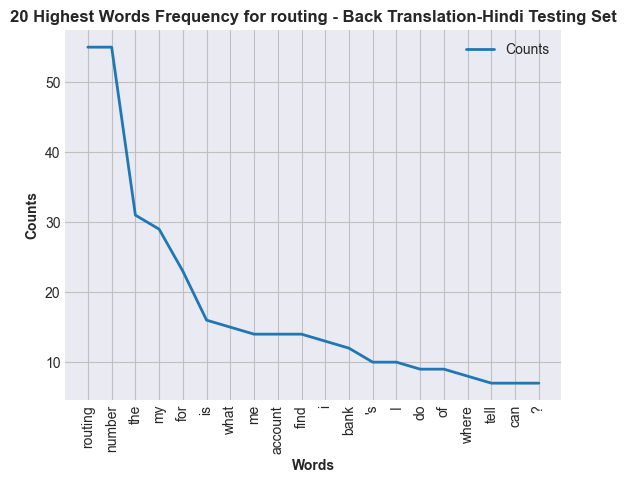 20 Highest Words Frequency for routing - Back Translation-Hindi Testing Set
Counts
Counts
50
40
30
20
10
routing
number
the
my
for
is
what
me
account
find
i
bank
's
I
do
of
where
tell
can
?
Words